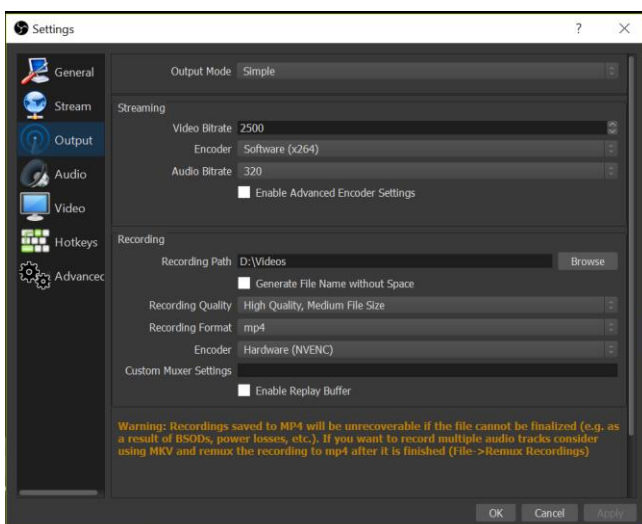 Settings
?
General
Stream
Output
Audio
Video
Hotkeys
Advanced
Output Mode Simple
Streaming
Video Bitrate 2500
Encoder Software (x264)
Audio Bitrate 320
Enable Advanced Encoder Settings
Recording
Recording Path D:\Videos Browse
Generate File Name without Space
Recording Quality High Quality, Medium File Size
Recording Format mp4
Encoder Hardware (NVENC)
Custom Muxer Settings
Enable Replay Buffer
Warning: Recordings saved to MP4 will be unrecoverable if the file cannot be finalized (e.g. as
a result of BSODs, power losses, etc.). If you want to record multiple audio tracks consider
using MKV and remux the recording to mp4 after it is finished (File->Remux Recordings)
OK Cancel Apply